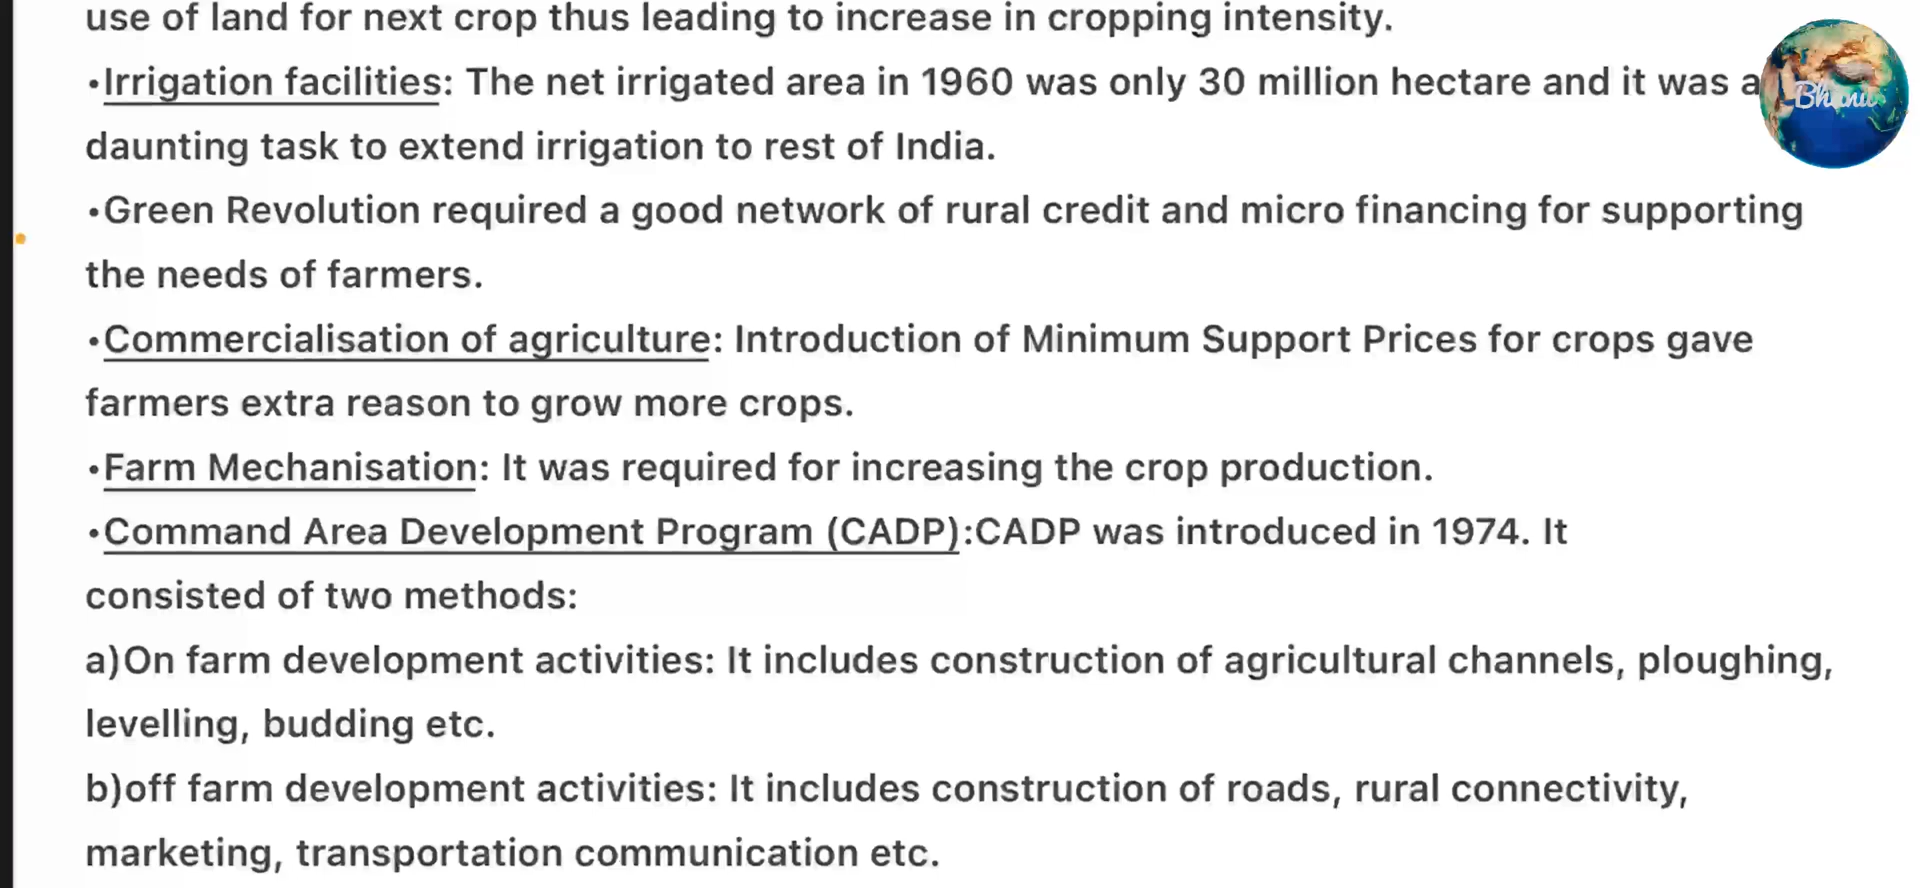 use of land for next crop thus leading to increase in cropping intensity.
•Irrigation facilities: The net irrigated area in 1960 was only 30 million hectare and it was a
daunting task to extend irrigation to rest of India.
•Green Revolution required a good network of rural credit and micro financing for supporting
the needs of farmers.
•Commercialisation of agriculture: Introduction of Minimum Support Prices for crops gave
farmers extra reason to grow more crops.
•Farm Mechanisation: It was required for increasing the crop production.
•Command Area Development Program (CADP):CADP was introduced in 1974. It
consisted of two methods:
a)On farm development activities: It includes construction of agricultural channels, ploughing,
levelling, budding etc.
b)off farm development activities: It includes construction of roads, rural connectivity,
marketing, transportation communication etc.